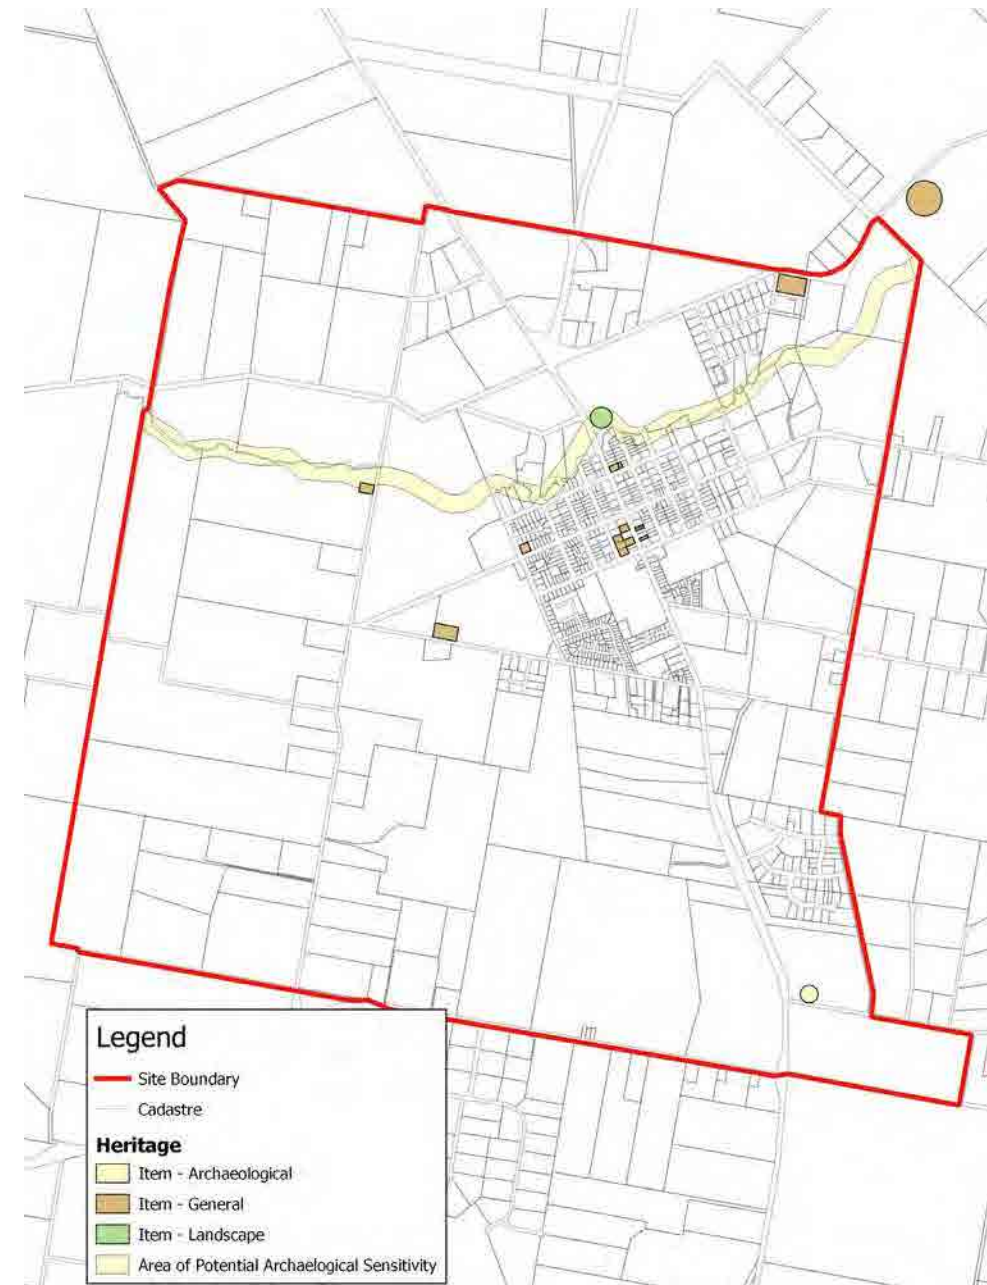 Legend
Site Boundary
Cadastre
Heritage
Item - Archaeological
Item - General
Item - Landscape
Area of Potential Archaelogical Sensitivity